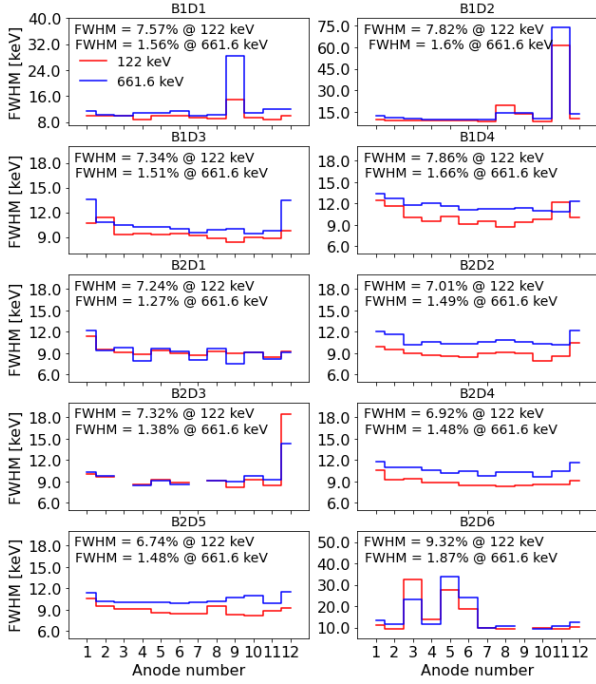 B1D1
FWHM [keV]
40.0
32.0
24.0
16.0
8.0
FWHM = 7.57% @ 122 keV
FWHM = 1.56% @ 661.6 keV
122 keV
661.6 keV
B1D2
75.0
60.0
45.0
30.0
15.0
FWHM = 7.82% @ 122 keV
FWHM = 1.6% @ 661.6 keV
B1D3
FWHM [keV]
18.0
15.0
12.0
9.0
FWHM = 7.34% @ 122 keV
FWHM = 1.51% @ 661.6 keV
B1D4
18.0
15.0
12.0
9.0
6.0
FWHM = 7.86% @ 122 keV
FWHM = 1.66% @ 661.6 keV
B2D1
FWHM [keV]
18.0
15.0
12.0
9.0
6.0
FWHM = 7.24% @ 122 keV
FWHM = 1.27% @ 661.6 keV
B2D2
18.0
15.0
12.0
9.0
6.0
FWHM = 7.01% @ 122 keV
FWHM = 1.49% @ 661.6 keV
B2D3
FWHM [keV]
18.0
15.0
12.0
9.0
6.0
FWHM = 7.32% @ 122 keV
FWHM = 1.38% @ 661.6 keV
B2D4
18.0
15.0
12.0
9.0
6.0
FWHM = 6.92% @ 122 keV
FWHM = 1.48% @ 661.6 keV
B2D5
FWHM [keV]
18.0
15.0
12.0
9.0
6.0
FWHM = 6.74% @ 122 keV
FWHM = 1.48% @ 661.6 keV
1 2 3 4 5 6 7 8 9 10 11 12
Anode number
B2D6
50.0
40.0
30.0
20.0
10.0
FWHM = 9.32% @ 122 keV
FWHM = 1.87% @ 661.6 keV
1 2 3 4 5 6 7 8 9 10 11 12
Anode number